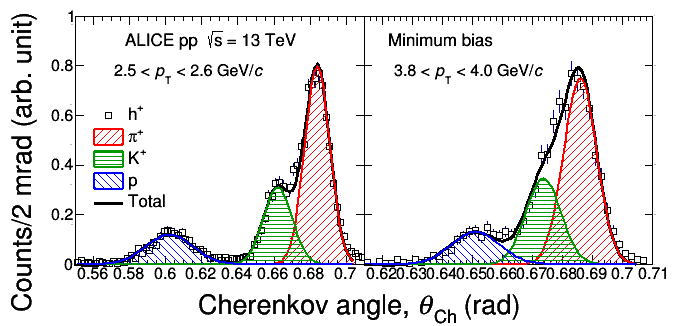 ALICE pp √s = 13 TeV
2.5 < p_T < 2.6 GeV/c
Minimum bias
3.8 < p_T < 4.0 GeV/c
h⁺
π⁺
K⁺
p
Total
Counts/2 mrad (arb. unit)
1
0.8
0.6
0.4
0.2
0
0.56 0.58 0.6 0.62 0.64 0.66 0.68 0.7
0.62 0.63 0.64 0.65 0.66 0.67 0.68 0.69 0.7 0.71
Cherenkov angle, θ_Ch (rad)